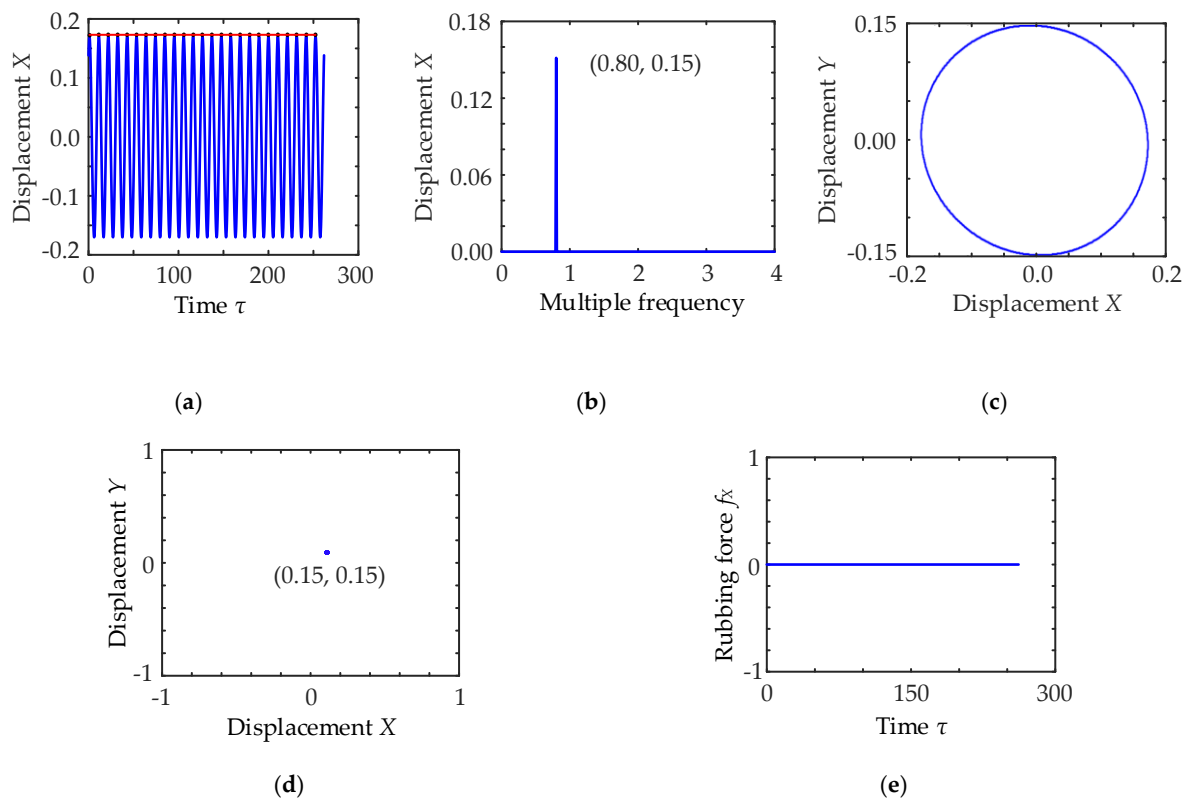 0.2
0.1
0.0
-0.1
-0.2
0
100
200
300
Displacement X
Time τ
(a)
0.18
0.12
0.06
0.00
0
1
2
3
4
Displacement X
(0.80, 0.15)
Multiple frequency
(b)
0.15
0.00
-0.15
-0.2
0.0
0.2
Displacement Y
Displacement X
(c)
1
0
-1
-1
0
1
Displacement Y
(0.15, 0.15)
Displacement X
(d)
1
0
-1
0
150
300
Rubbing force fX
Time τ
(e)